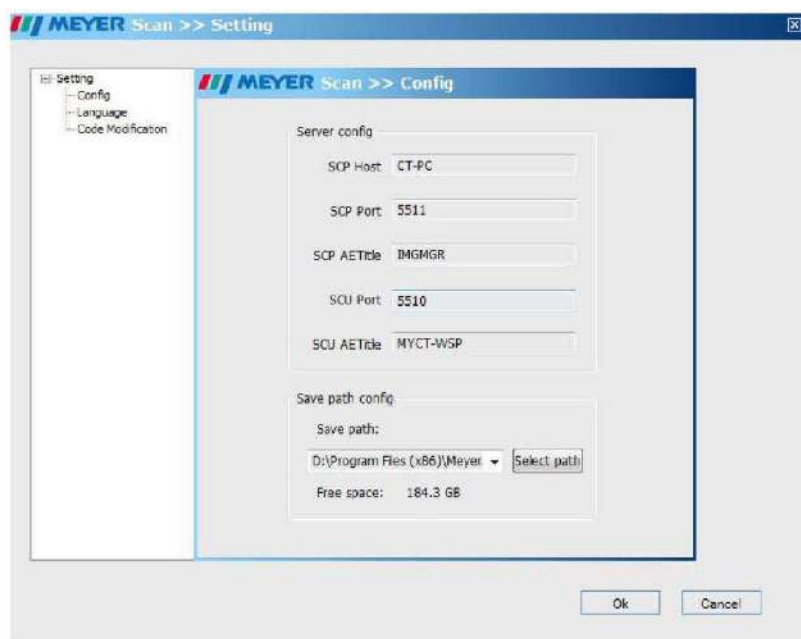 MEYER Scan >> Setting
Setting
Config
Language
Code Modification
MEYER Scan >> Config
Server config
SCP Host CT-PC
SCP Port 5511
SCP AETitle IMGMGR
SCU Port 5510
SCU AETitle MYCT-WSP
Save path config
Save path:
D:\Program Files (x86)\Meyer Select path
Free space: 184.3 GB
Ok Cancel